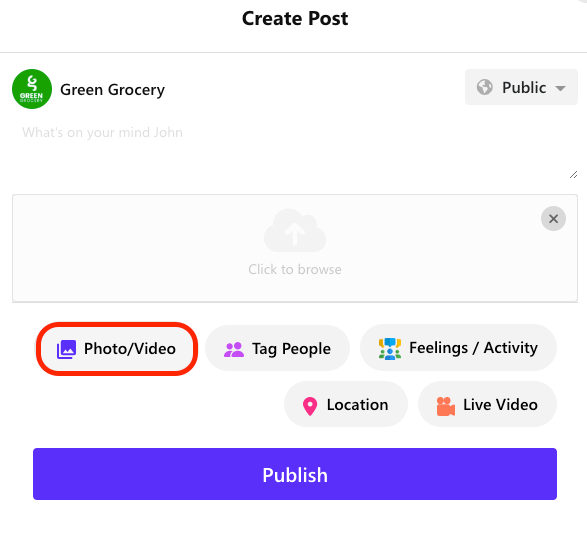 Create Post
GREEN
GROCERY
Green Grocery
Public
What's on your mind John
Click to browse
Photo/Video
Tag People
Feelings / Activity
Location
Live Video
Publish